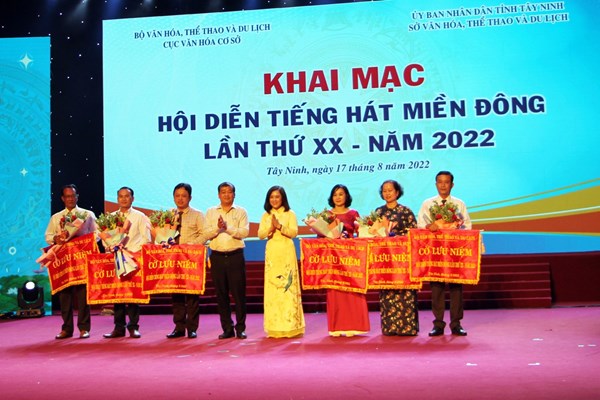 BỘ VĂN HÓA, THỂ THAO VÀ DU LỊCH
CỤC VĂN HÓA CƠ SỞ
ỦY BAN NHÂN DÂN TỈNH TÂY NINH
SỞ VĂN HÓA, THỂ THAO VÀ DU LỊCH
KHAI MẠC
HỘI DIỄN TIẾNG HÁT MIỀN ĐÔNG
LẦN THỨ XX - NĂM 2022
Tây Ninh, ngày 17 tháng 8 năm 2022
CỜ LƯU NIỆM
CỜ LƯU NIỆM
CỜ LƯU NIỆM
CỜ LƯU NIỆM
CỜ LƯU NIỆM
CỜ LƯU NIỆM